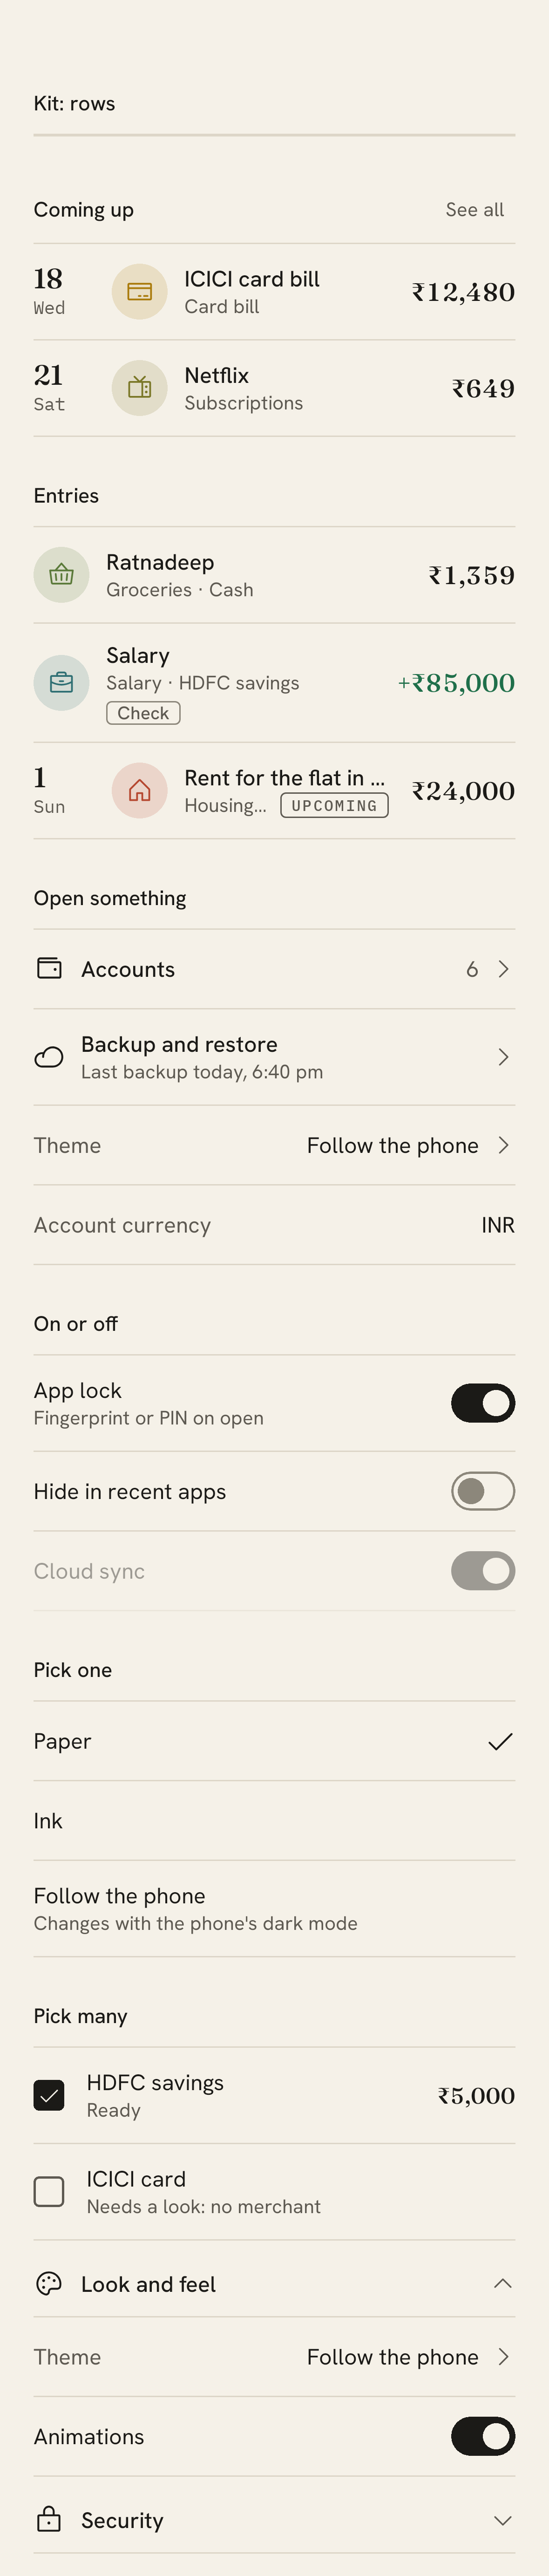 Kit: rows
Coming up
See all
18
Wed
ICICI card bill
Card bill
₹12,480
21
Sat
Netflix
Subscriptions
₹649
Entries
Ratnadeep
Groceries · Cash
₹1,359
Salary
Salary · HDFC savings
Check
+₹85,000
1
Sun
Rent for the flat in ...
Housing... UPCOMING
₹24,000
Open something
Accounts
6
Backup and restore
Last backup today, 6:40 pm
Theme
Follow the phone
Account currency
INR
On or off
App lock
Fingerprint or PIN on open
Hide in recent apps
Cloud sync
Pick one
Paper
Ink
Follow the phone
Changes with the phone's dark mode
Pick many
HDFC savings
Ready
₹5,000
ICICI card
Needs a look: no merchant
Look and feel
Theme
Follow the phone
Animations
Security